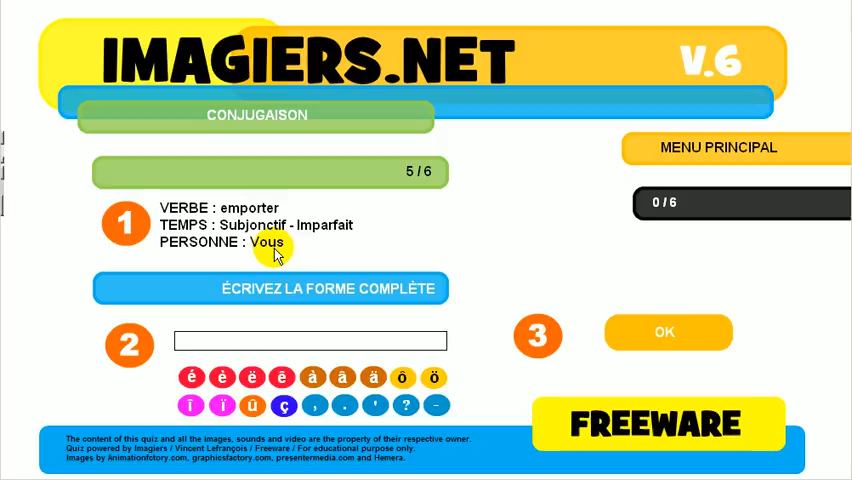 IMAGIERS.NET
V.6
CONJUGAISON
MENU PRINCIPAL
5 / 6
0 / 6
1
VERBE : emporter
TEMPS : Subjonctif - Imparfait
PERSONNE : Vous
ÉCRIVEZ LA FORME COMPLÈTE
2
3
OK
é è ë ê à â ä ô ö
î ï û ç , . ' ? -
FREEWARE
The content of this quiz and all the images, sounds and video are the property of their respective owner.
Quiz powered by Imagiers / Vincent Lefrançois / Freeware / For educational purpose only.
Images by Animationfctory.com, graphicsfactory.com, presentermedia.com and Hemera.